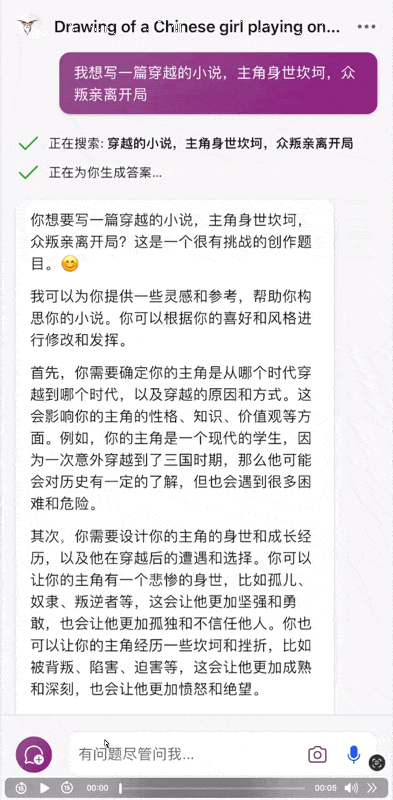 Drawing of a Chinese girl playing on...
我想写一篇穿越的小说，主角身世坎坷，众
叛亲离开局
正在搜索: 穿越的小说，主角身世坎坷，众叛亲离开局
正在为你生成答案...
你想要写一篇穿越的小说，主角身世坎坷，
众叛亲离开局？这是一个很有挑战的创作题
目。😊
我可以为你提供一些灵感和参考，帮助你构
思你的小说。你可以根据你的喜好和风格进
行修改和发挥。
首先，你需要确定你的主角是从哪个时代穿
越到哪个时代，以及穿越的原因和方式。这
会影响你的主角的性格、知识、价值观等方
面。例如，你的主角是一个现代的学生，因
为一次意外穿越到了三国时期，那么他可能
会对历史有一定的了解，但也会遇到很多困
难和危险。
其次，你需要设计你的主角的身世和成长经
历，以及他在穿越后的遭遇和选择。你可以
让你的主角有一个悲惨的身世，比如孤儿、
奴隶、叛逆者等，这会让他更加坚强和勇
敢，也会让他更加孤独和不信任他人。你也
可以让你的主角经历一些坎坷和挫折，比如
被背叛、陷害、迫害等，这会让他更加成熟
和深刻，也会让他更加愤怒和绝望。
有问题尽管问我...
15
15
00:00
00:05